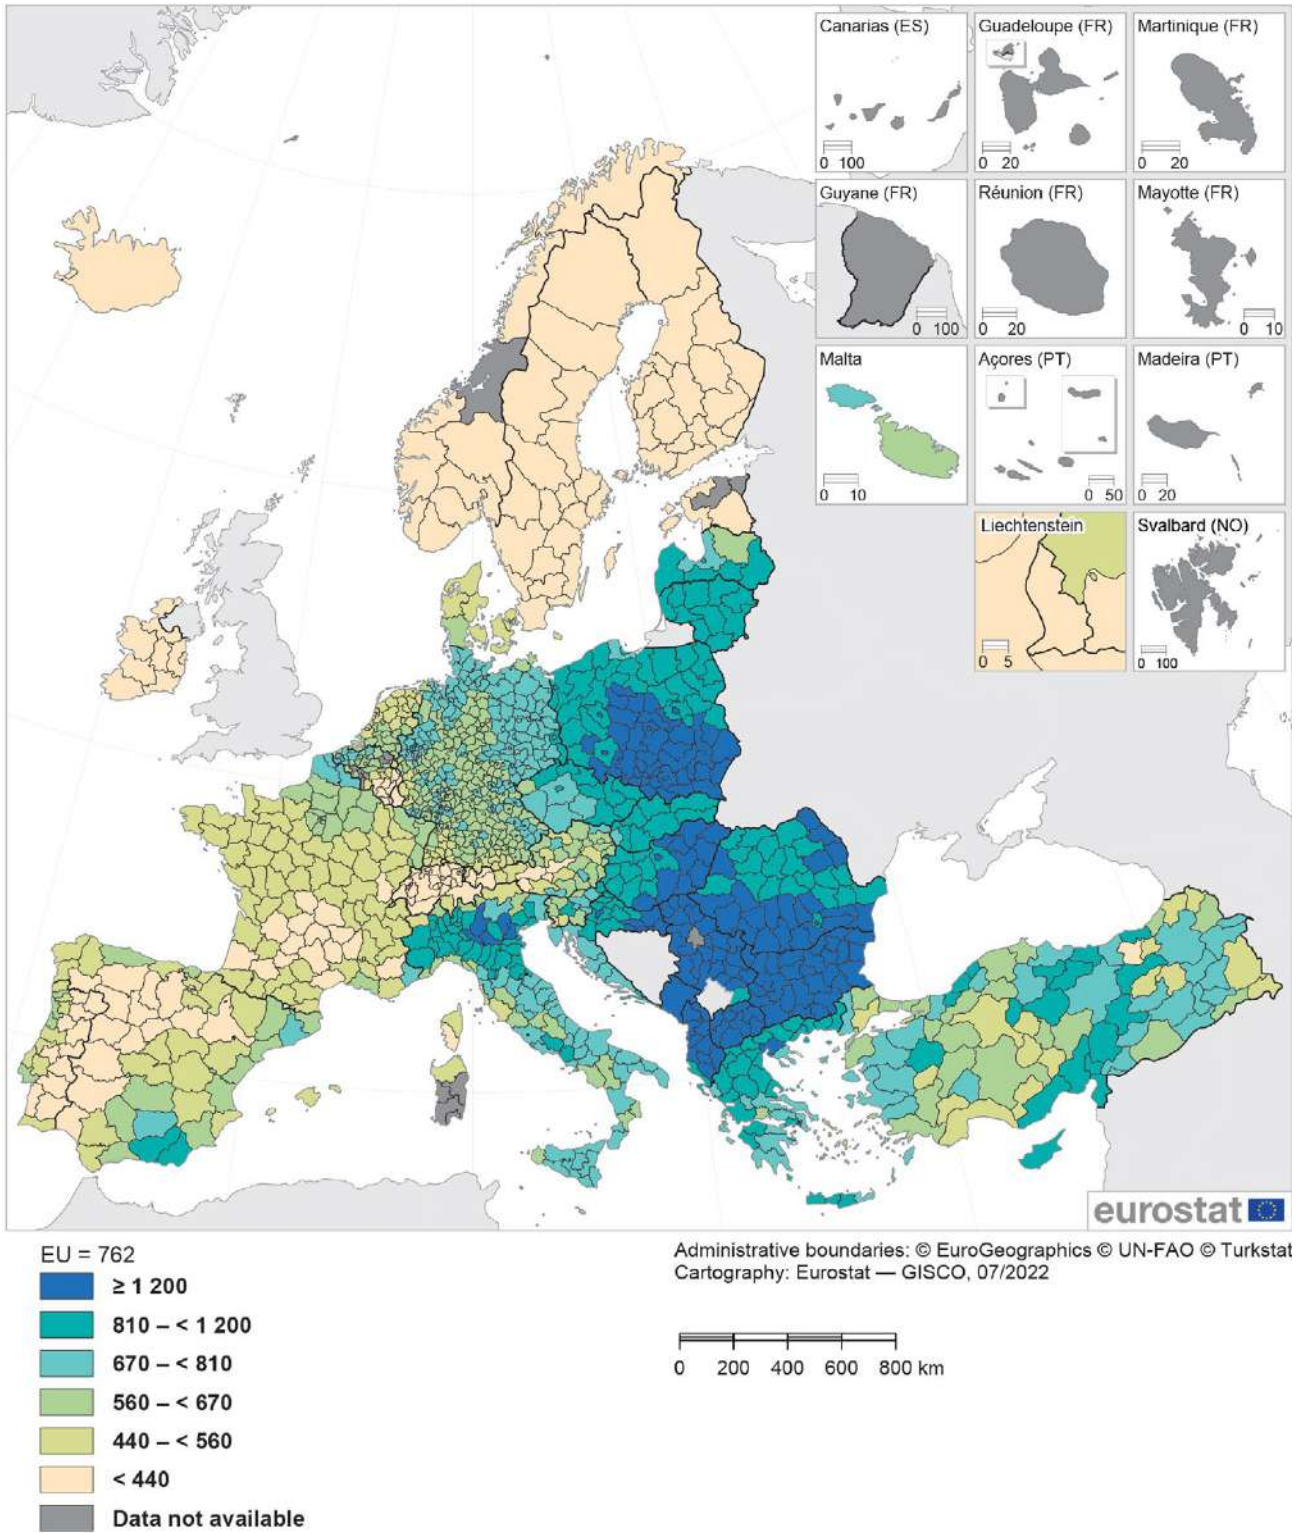 Canarias (ES)
0 100
Guadeloupe (FR)
0 20
Martinique (FR)
0 20
Guyane (FR)
0 100
Réunion (FR)
0 20
Mayotte (FR)
0 10
Malta
0 10
Açores (PT)
0 50
Madeira (PT)
0 20
Liechtenstein
0 5
Svalbard (NO)
0 100
eurostat
EU = 762
≥ 1 200
810 – < 1 200
670 – < 810
560 – < 670
440 – < 560
< 440
Data not available
Administrative boundaries: © EuroGeographics © UN-FAO © Turkstat
Cartography: Eurostat — GISCO, 07/2022
0 200 400 600 800 km